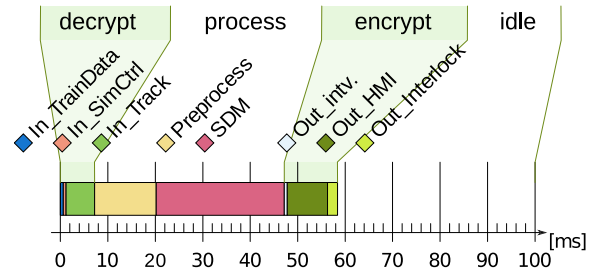 decrypt process encrypt idle
In_TrainData
In_SimCtrl
In_Track
Preprocess
SDM
Out_intv.
Out_HMI
Out_Interlock
0 10 20 30 40 50 60 70 80 90 100 [ms]